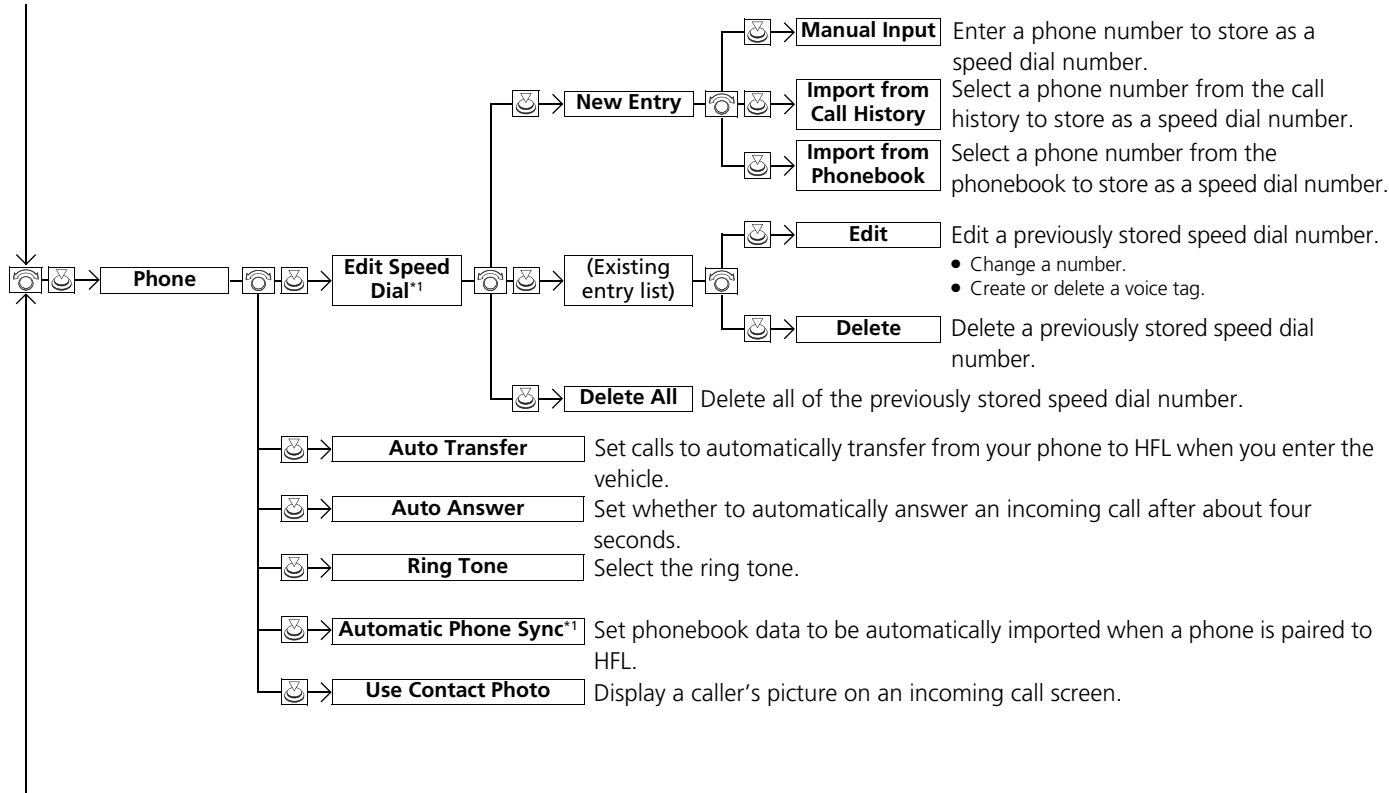 Manual Input
Enter a phone number to store as a
speed dial number.
New Entry
Import from
Call History
Select a phone number from the call
history to store as a speed dial number.
Import from
Phonebook
Select a phone number from the
phonebook to store as a speed dial number.
Phone
Edit Speed
Dial*1
(Existing
entry list)
Edit
Edit a previously stored speed dial number.
● Change a number.
● Create or delete a voice tag.
Delete
Delete a previously stored speed dial
number.
Delete All
Delete all of the previously stored speed dial number.
Auto Transfer
Set calls to automatically transfer from your phone to HFL when you enter the
vehicle.
Auto Answer
Set whether to automatically answer an incoming call after about four
seconds.
Ring Tone
Select the ring tone.
Automatic Phone Sync*1
Set phonebook data to be automatically imported when a phone is paired to
HFL.
Use Contact Photo
Display a caller's picture on an incoming call screen.